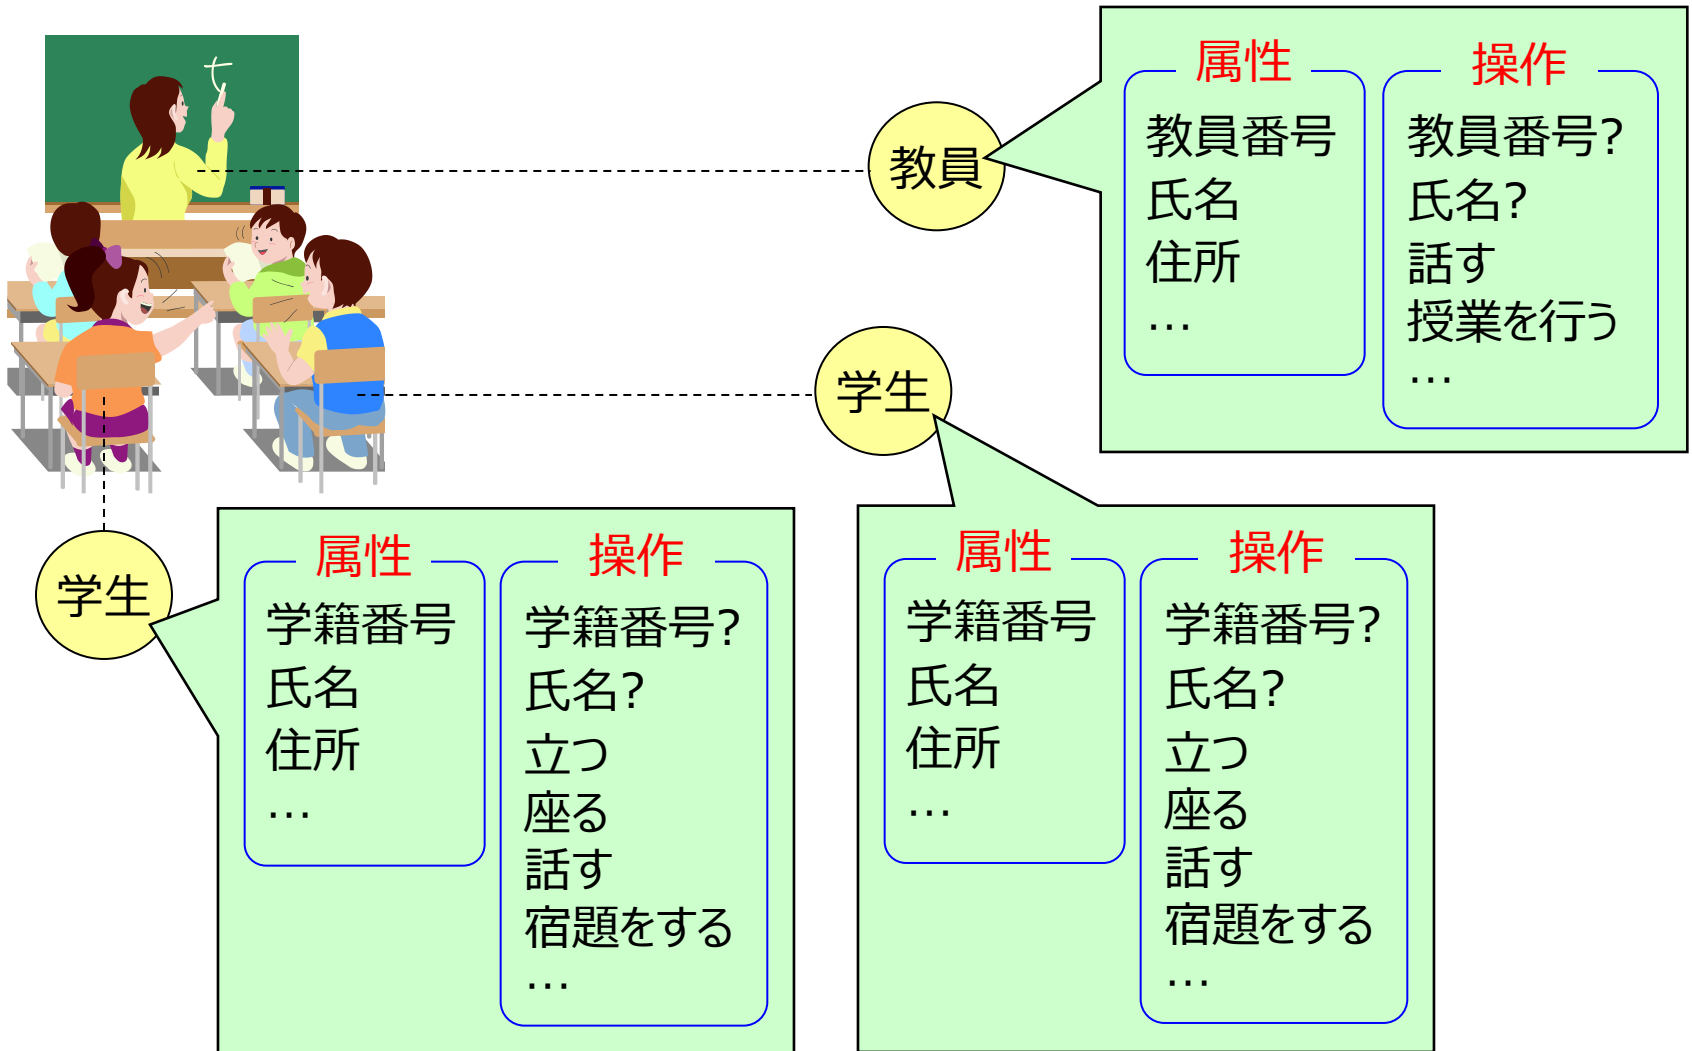 教員
属性
教員番号
氏名
住所
…
操作
教員番号?
氏名?
話す
授業を行う
…
学生
属性
学籍番号
氏名
住所
…
操作
学籍番号?
氏名?
立つ
座る
話す
宿題をする
…
学生
属性
学籍番号
氏名
住所
…
操作
学籍番号?
氏名?
立つ
座る
話す
宿題をする
…